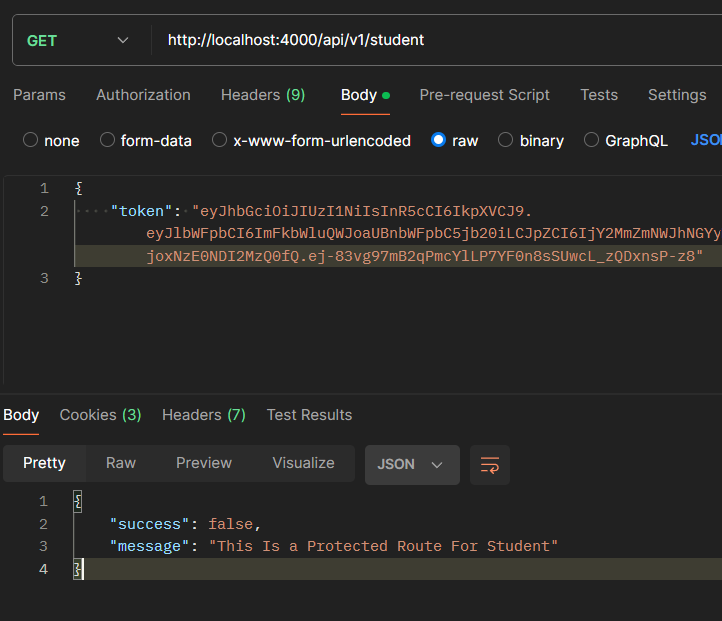 GET http://localhost:4000/api/v1/student
Params Authorization Headers (9) Body Pre-request Script Tests Settings
none form-data x-www-form-urlencoded raw binary GraphQL JSO
1 {
2 "token": "eyJhbGciOiJIUzI1NiIsInR5cCI6IkpXVCJ9.
eyJlbWFpbCI6ImFkbWluQWJoaUBnbWFpbC5jb20iLCJpZCI6IjY2MmZmNWJhNGYy
joxNzE0NDI2MzQ0fQ.ej-83vg97mB2qPmcYlLP7YF0n8sSUwcL_zQDxnsP-z8"
3 }
Body Cookies (3) Headers (7) Test Results
Pretty Raw Preview Visualize JSON
1 {
2 "success": false,
3 "message": "This Is a Protected Route For Student"
4 }